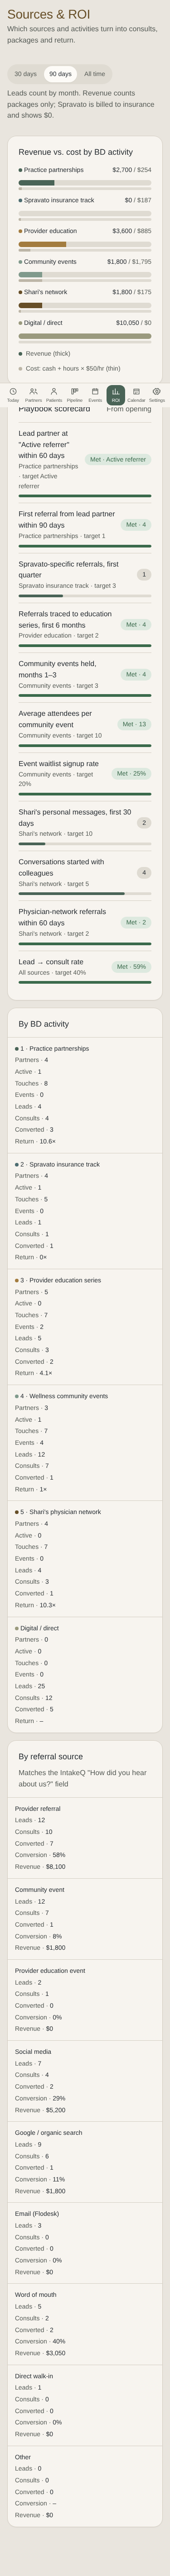 Sources & ROI
Which sources and activities turn into consults,
packages and return.
30 days 90 days All time
Leads count by month. Revenue counts
packages only; Spravato is billed to insurance
and shows $0.
Revenue vs. cost by BD activity
Practice partnerships $2,700 / $254
Spravato insurance track $0 / $187
Provider education $3,600 / $885
Community events $1,800 / $1,795
Shari's network $1,800 / $175
Digital / direct $10,050 / $0
Revenue (thick)
Cost: cash + hours × $50/hr (thin)
Today Partners Patients Pipeline Events ROI Calendar Settings
Playbook scorecard From opening
Lead partner at
"Active referrer"
within 60 days
Practice partnerships
· target Active
referrer
Met · Active referrer
First referral from lead partner
within 90 days
Practice partnerships · target 1
Met · 4
Spravato-specific referrals, first
quarter
Spravato insurance track · target 3
1
Referrals traced to education
series, first 6 months
Provider education · target 2
Met · 4
Community events held,
months 1–3
Community events · target 3
Met · 4
Average attendees per
community event
Community events · target 10
Met · 13
Event waitlist signup rate
Community events · target
20%
Met · 25%
Shari's personal messages, first 30
days
Shari's network · target 10
2
Conversations started with
colleagues
Shari's network · target 5
4
Physician-network referrals
within 60 days
Shari's network · target 2
Met · 2
Lead → consult rate
All sources · target 40%
Met · 59%
By BD activity
1 · Practice partnerships
Partners · 4
Active · 1
Touches · 8
Events · 0
Leads · 4
Consults · 4
Converted · 3
Return · 10.6×
2 · Spravato insurance track
Partners · 4
Active · 1
Touches · 5
Events · 0
Leads · 1
Consults · 1
Converted · 1
Return · 0×
3 · Provider education series
Partners · 5
Active · 0
Touches · 7
Events · 2
Leads · 5
Consults · 3
Converted · 2
Return · 4.1×
4 · Wellness community events
Partners · 3
Active · 1
Touches · 7
Events · 4
Leads · 12
Consults · 7
Converted · 1
Return · 1×
5 · Shari's physician network
Partners · 4
Active · 0
Touches · 7
Events · 0
Leads · 4
Consults · 3
Converted · 1
Return · 10.3×
Digital / direct
Partners · 0
Active · 0
Touches · 0
Events · 0
Leads · 25
Consults · 12
Converted · 5
Return · –
By referral source
Matches the IntakeQ "How did you hear
about us?" field
Provider referral
Leads · 12
Consults · 10
Converted · 7
Conversion · 58%
Revenue · $8,100
Community event
Leads · 12
Consults · 7
Converted · 1
Conversion · 8%
Revenue · $1,800
Provider education event
Leads · 2
Consults · 1
Converted · 0
Conversion · 0%
Revenue · $0
Social media
Leads · 7
Consults · 4
Converted · 2
Conversion · 29%
Revenue · $5,200
Google / organic search
Leads · 9
Consults · 6
Converted · 1
Conversion · 11%
Revenue · $1,800
Email (Flodesk)
Leads · 3
Consults · 0
Converted · 0
Conversion · 0%
Revenue · $0
Word of mouth
Leads · 5
Consults · 2
Converted · 2
Conversion · 40%
Revenue · $3,050
Direct walk-in
Leads · 1
Consults · 0
Converted · 0
Conversion · 0%
Revenue · $0
Other
Leads · 0
Consults · 0
Converted · 0
Conversion · –
Revenue · $0